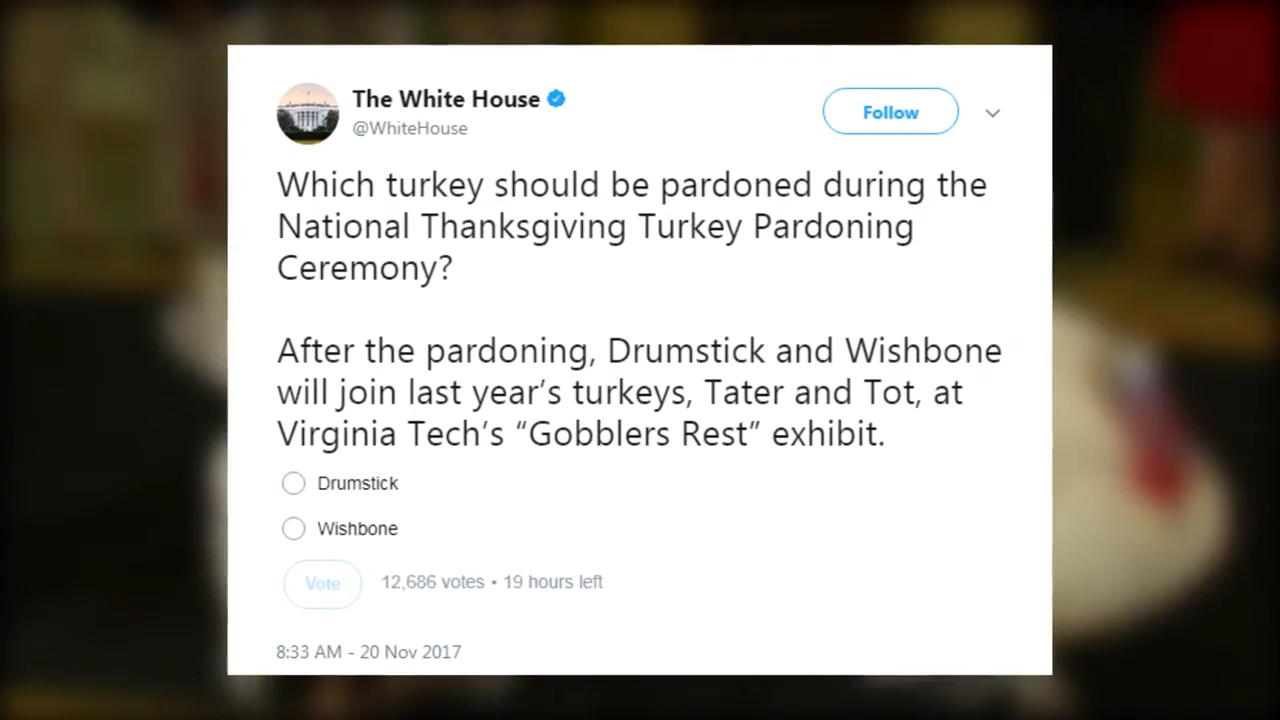 The White House
@WhiteHouse
Follow
Which turkey should be pardoned during the
National Thanksgiving Turkey Pardoning
Ceremony?
After the pardoning, Drumstick and Wishbone
will join last year’s turkeys, Tater and Tot, at
Virginia Tech’s “Gobblers Rest” exhibit.
Drumstick
Wishbone
Vote 12,686 votes • 19 hours left
8:33 AM - 20 Nov 2017